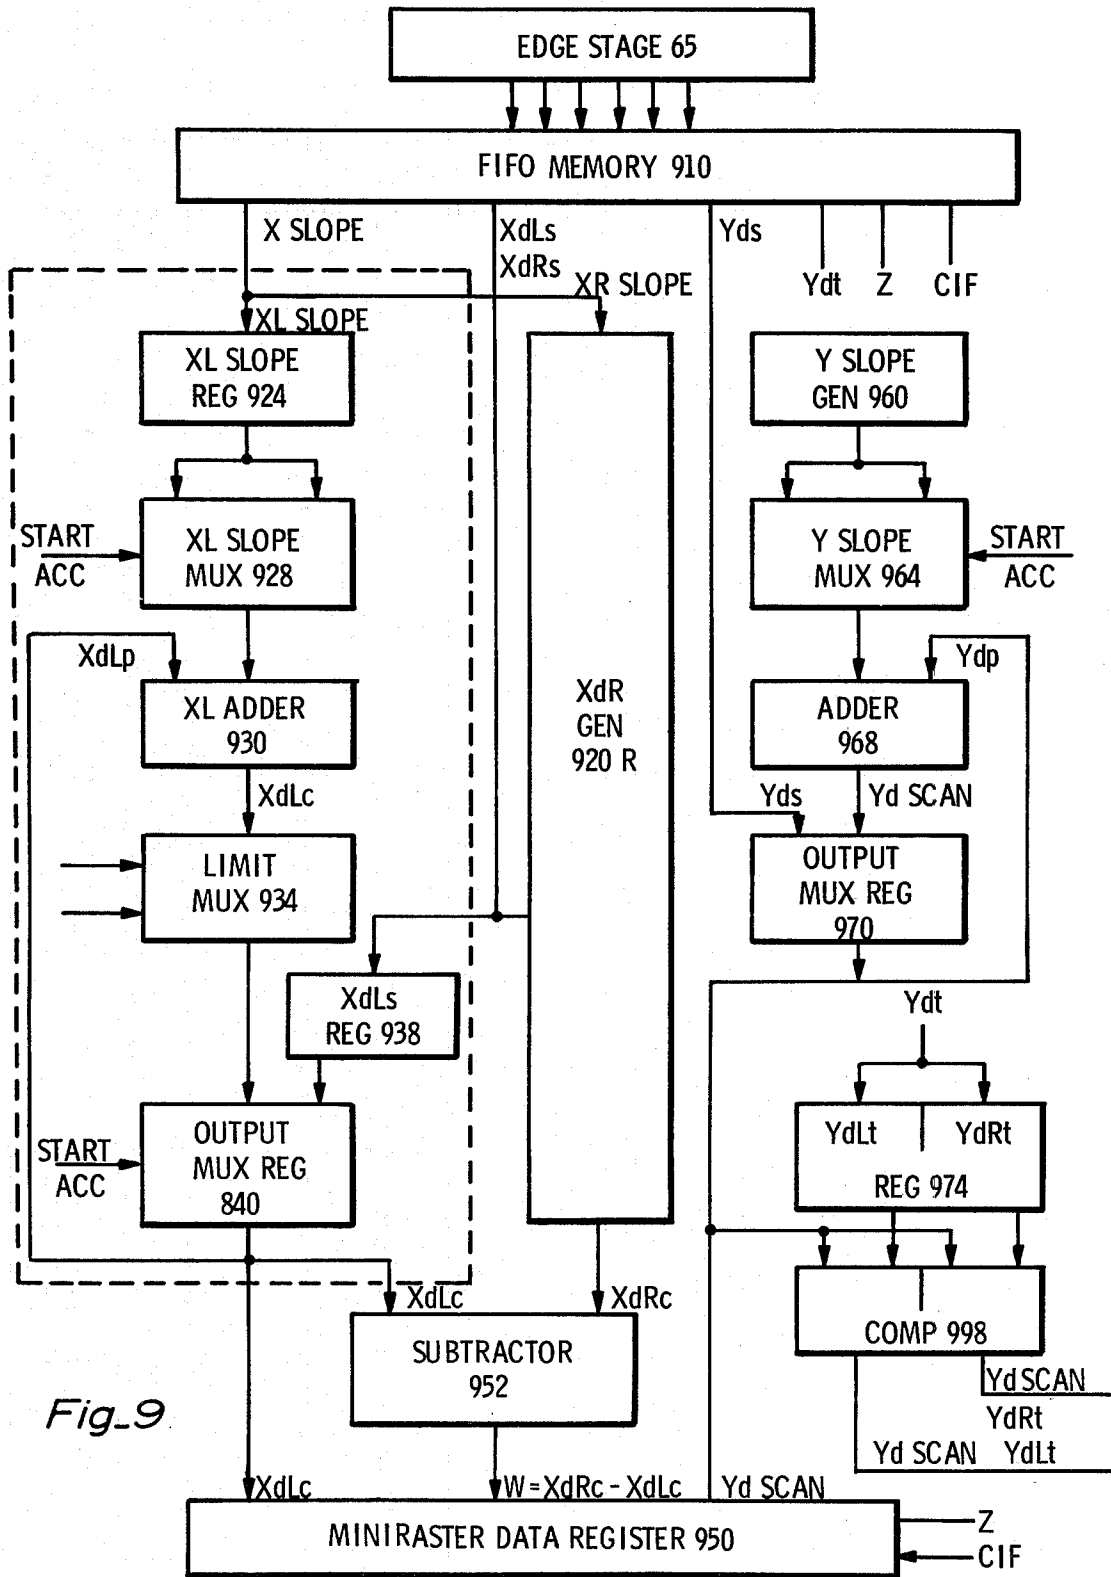 EDGE STAGE 65
FIFO MEMORY 910
X SLOPE
XdLs
XdRs
Yds
Ydt
Z
CIF
XR SLOPE
XL SLOPE
XL SLOPE
REG 924
Y SLOPE
GEN 960
START
ACC
XL SLOPE
MUX 928
Y SLOPE
MUX 964
START
ACC
XdLp
XL ADDER
930
XdR
GEN
920 R
Ydp
ADDER
968
XdLc
Yds
Yd SCAN
LIMIT
MUX 934
OUTPUT
MUX REG
970
XdLs
REG 938
Ydt
START
ACC
OUTPUT
MUX REG
840
YdLt
YdRt
REG 974
XdLc
XdRc
COMP 998
SUBTRACTOR
952
Yd SCAN
YdRt
Yd SCAN
YdLt
Fig_9
XdLc
W=XdRc - XdLc
Yd SCAN
MINIRASTER DATA REGISTER 950
Z
CIF